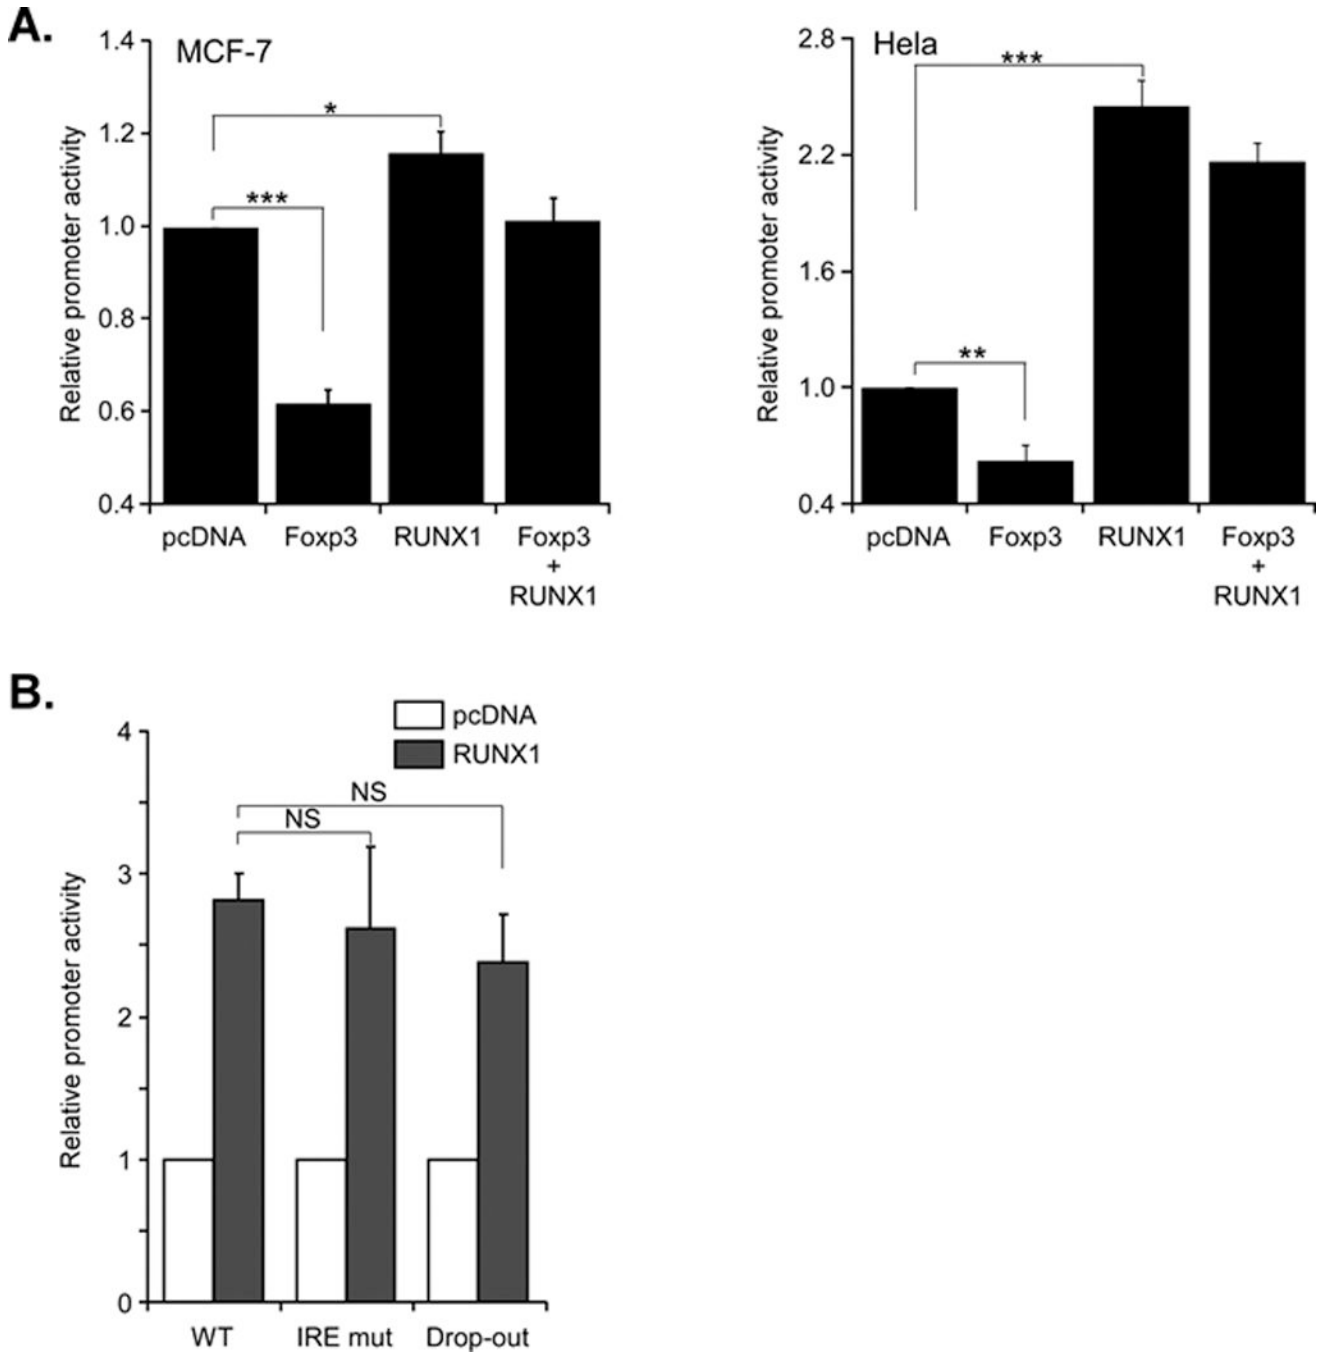 A.
MCF-7
Relative promoter activity
1.4
1.2
1.0
0.8
0.6
0.4
*
***
pcDNA
Foxp3
RUNX1
Foxp3
+
RUNX1
Hela
Relative promoter activity
2.8
2.2
1.6
1.0
0.4
***
**
pcDNA
Foxp3
RUNX1
Foxp3
+
RUNX1
B.
pcDNA
RUNX1
Relative promoter activity
4
3
2
1
0
NS
NS
WT
IRE mut
Drop-out